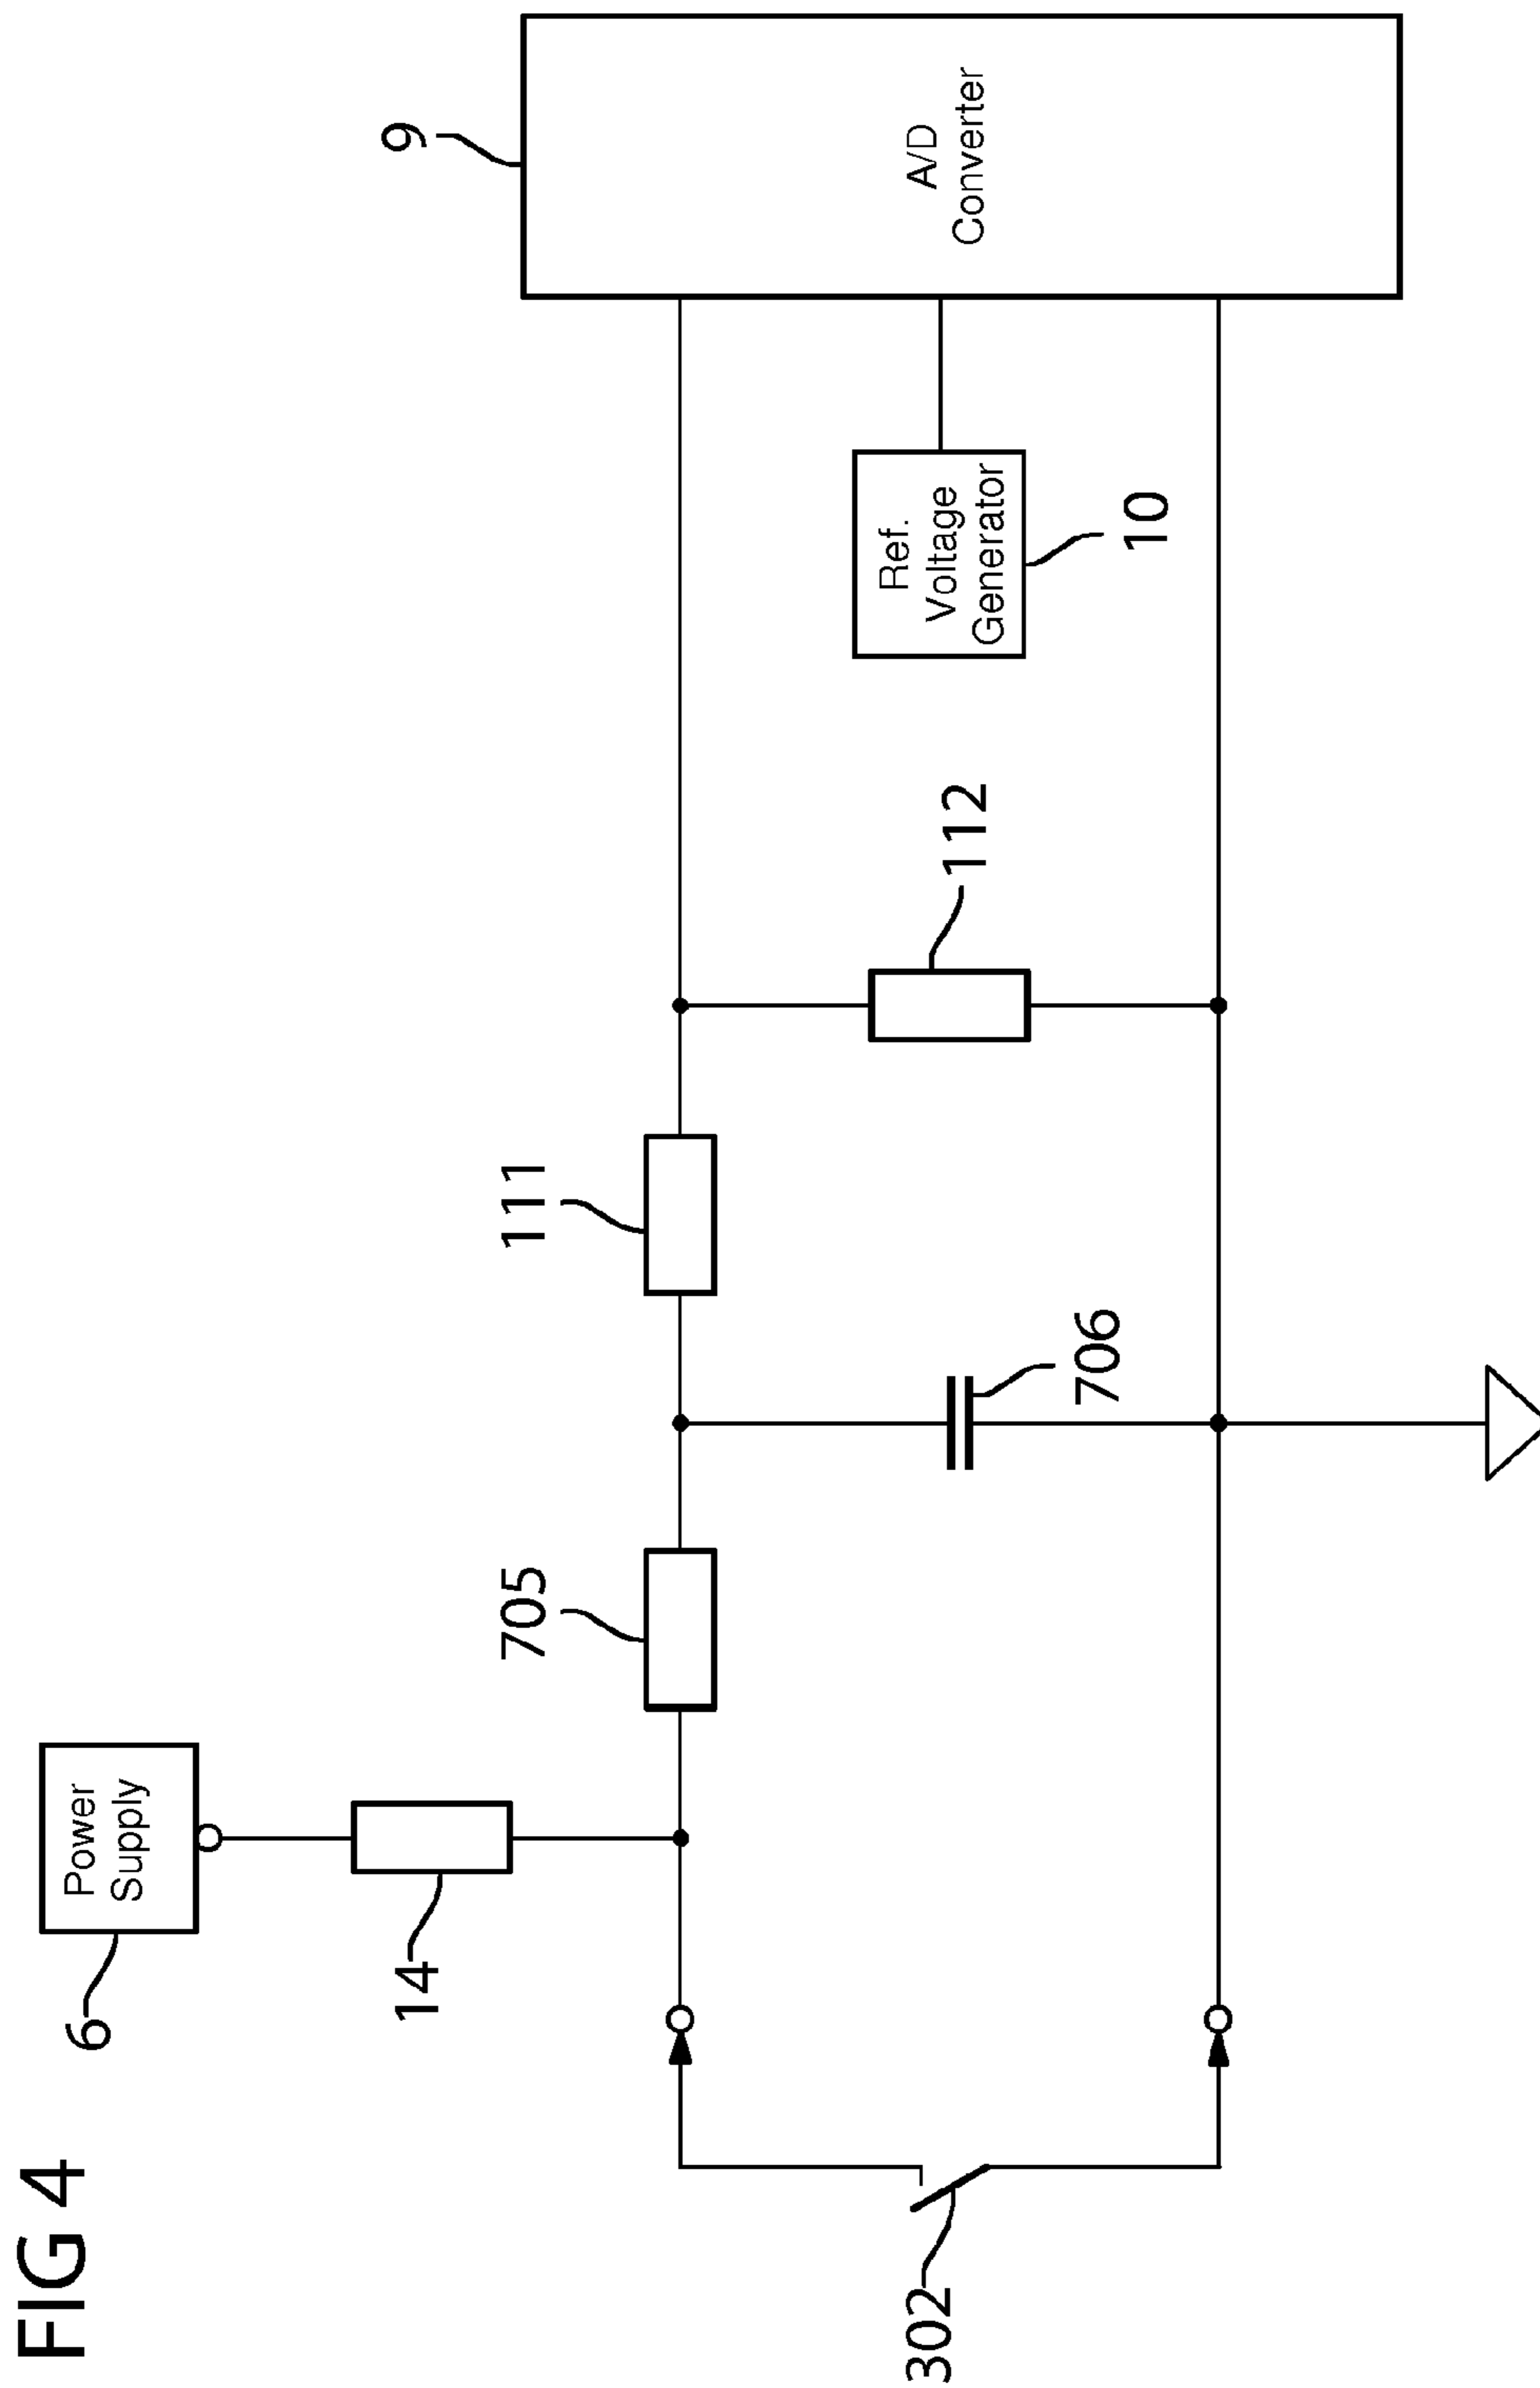 FIG 4
6
Power
Supply
14
705
111
9
A/D
Converter
Ref.
Voltage
Generator
10
112
706
302